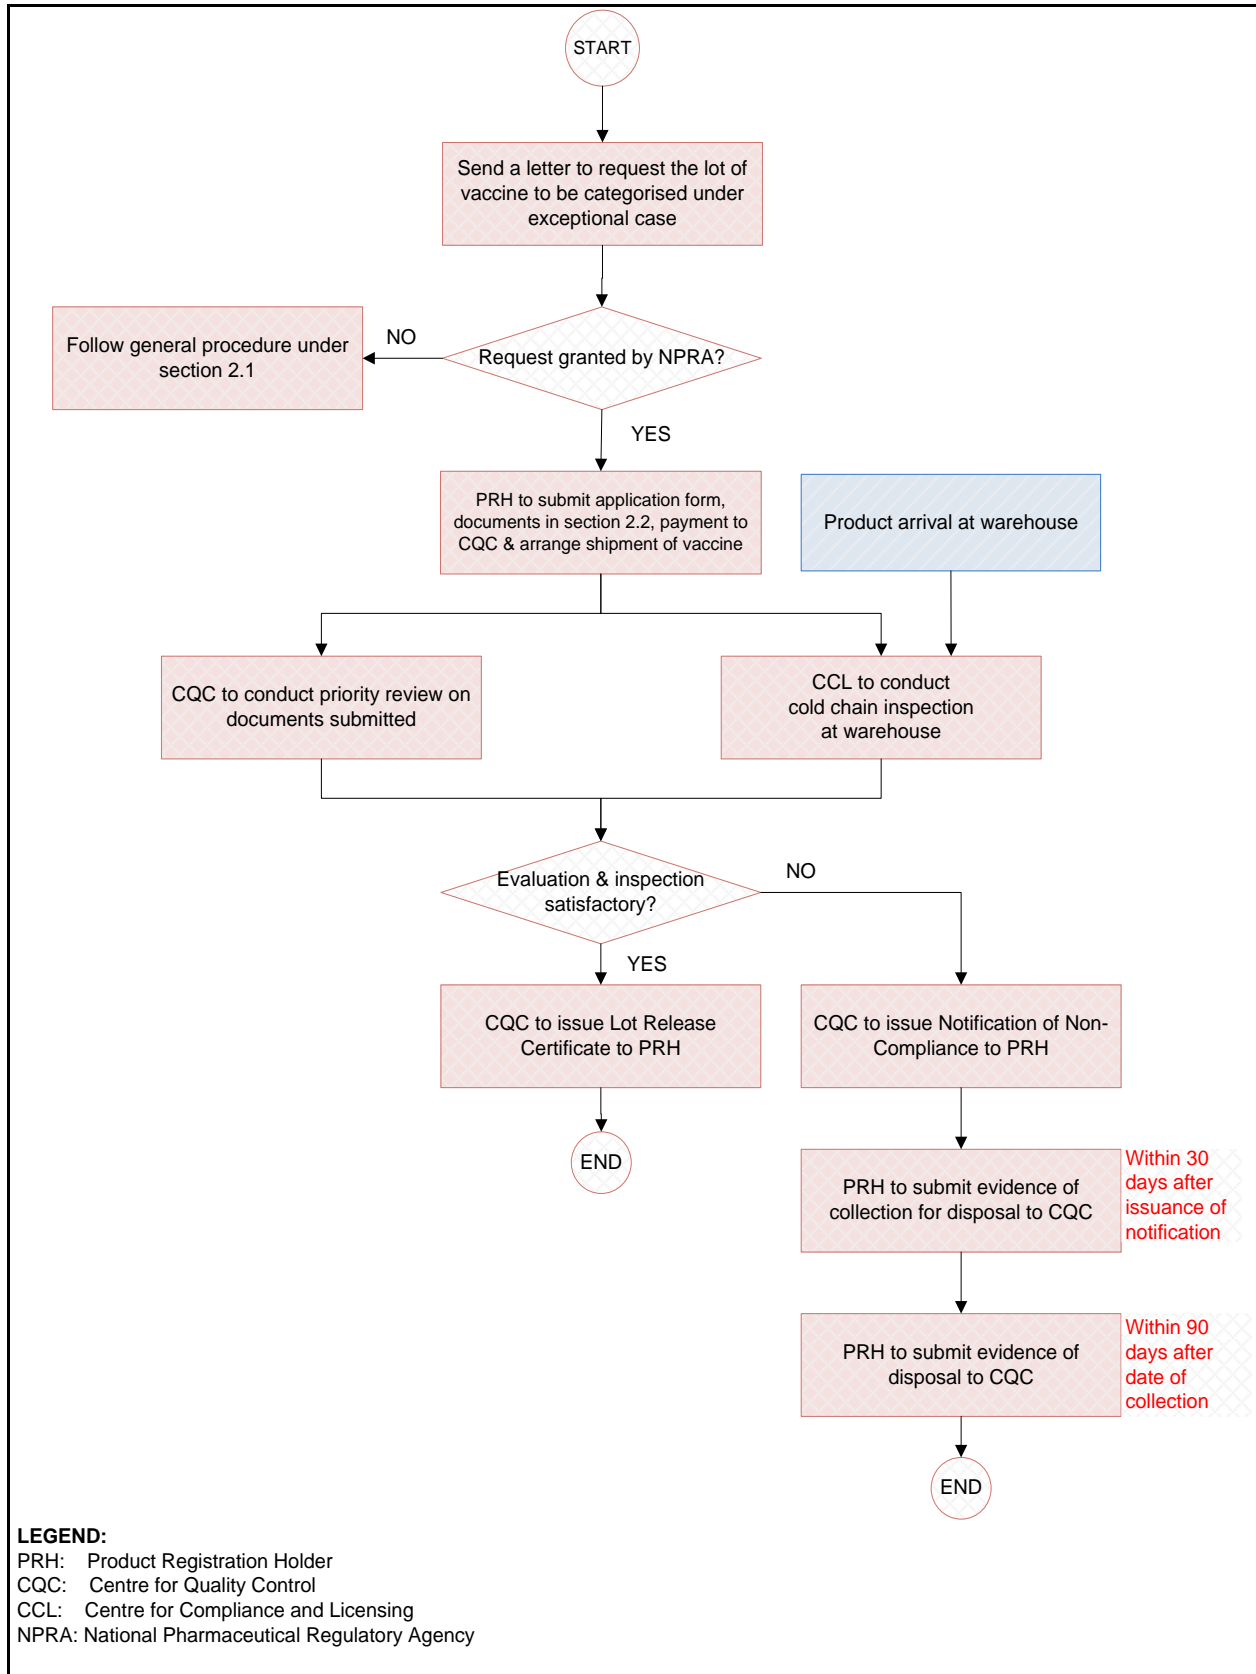 START
Send a letter to request the lot of
vaccine to be categorised under
exceptional case
Request granted by NPRA?
NO
Follow general procedure under
section 2.1
YES
PRH to submit application form,
documents in section 2.2, payment to
CQC & arrange shipment of vaccine
Product arrival at warehouse
CQC to conduct priority review on
documents submitted
CCL to conduct
cold chain inspection
at warehouse
Evaluation & inspection
satisfactory?
NO
YES
CQC to issue Lot Release
Certificate to PRH
CQC to issue Notification of Non-
Compliance to PRH
END
PRH to submit evidence of
collection for disposal to CQC
Within 30
days after
issuance of
notification
PRH to submit evidence of
disposal to CQC
Within 90
days after
date of
collection
END
LEGEND:
PRH: Product Registration Holder
CQC: Centre for Quality Control
CCL: Centre for Compliance and Licensing
NPRA: National Pharmaceutical Regulatory Agency